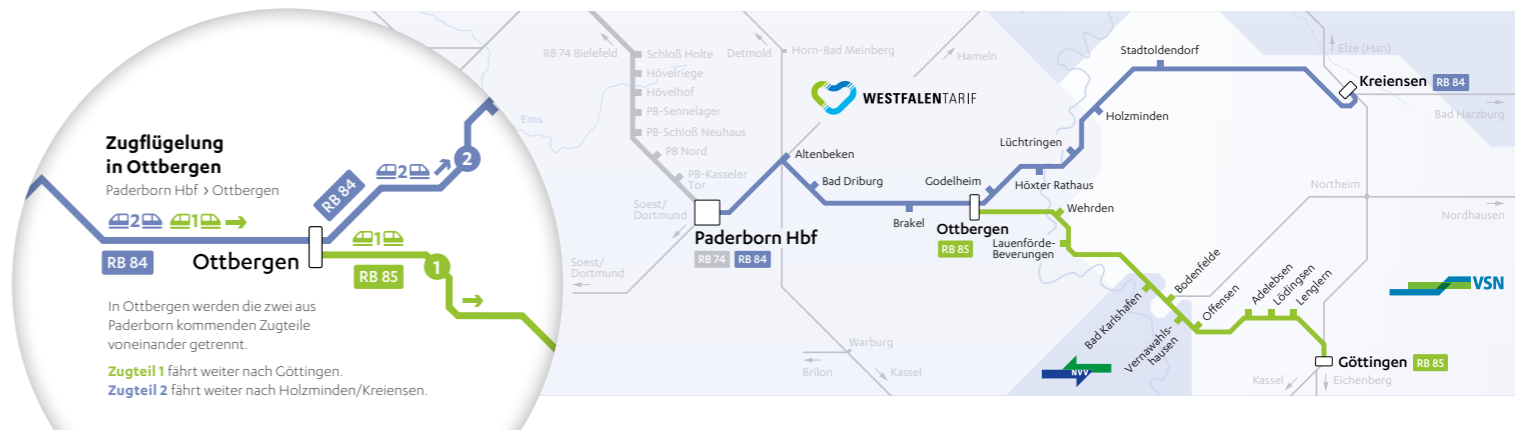 Zugflügelung
in Ottbergen
Paderborn Hbf › Ottbergen
2
1
RB 84
RB 84
2
2
Ottbergen
1
RB 85
1
In Ottbergen werden die zwei aus
Paderborn kommenden Zugteile
voneinander getrennt.
Zugteil 1 fährt weiter nach Göttingen.
Zugteil 2 fährt weiter nach Holzminden/Kreiensen.
Ems
RB 74 Bielefeld
Schloß Holte
Hövelriege
Hövelhof
PB-Sennelager
PB-Schloß Neuhaus
PB Nord
PB-Kasseler
Tor
Soest/
Dortmund
Paderborn Hbf
RB 74
RB 84
Soest/
Dortmund
Detmold
Horn-Bad Meinberg
Hameln
WESTFALENTARIF
Altenbeken
Bad Driburg
Brakel
Godelheim
Ottbergen
RB 85
Höxter Rathaus
Lüchtringen
Holzminden
Stadtoldendorf
Elze (Han)
Kreiensen
RB 84
Bad Harzburg
Northeim
Nordhausen
Wehrden
Lauenförde-
Beverungen
Bad Karlshafen
Bodenfelde
Vernawahls-
hausen
Offensen
Adelebsen
Lödingsen
Lenglern
Göttingen
RB 85
Kassel
Eichenberg
Warburg
Brilon
Kassel
NVV
VSN